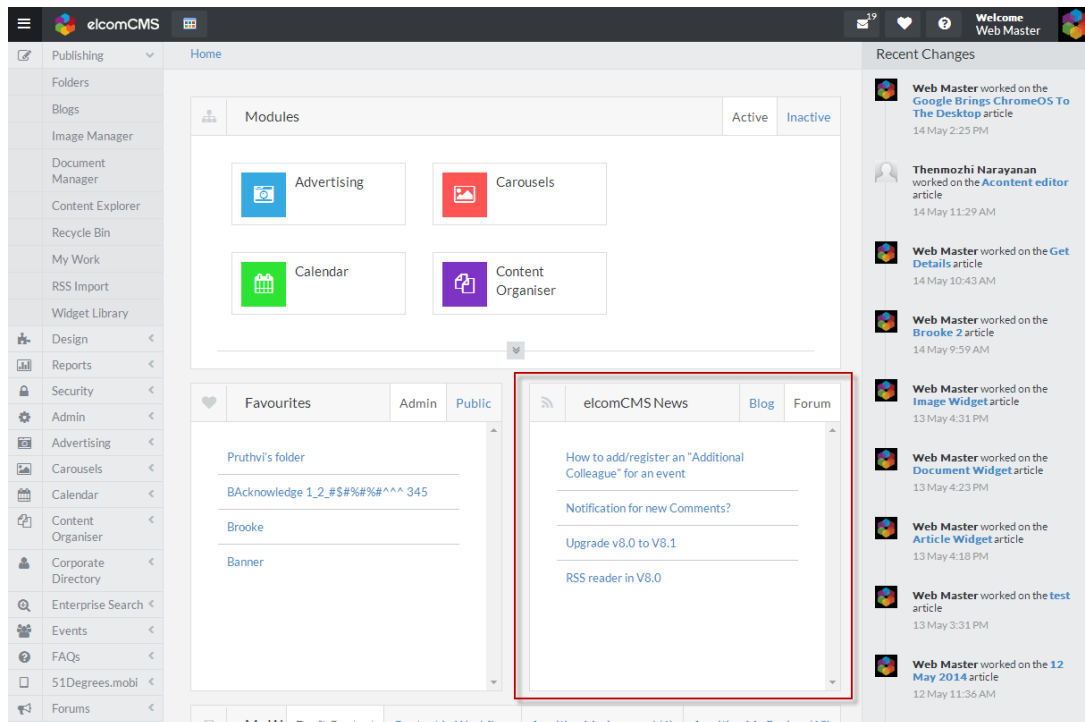 elcomCMS
19
Welcome
Web Master
Publishing
Folders
Blogs
Image Manager
Document
Manager
Content Explorer
Recycle Bin
My Work
RSS Import
Widget Library
Design
Reports
Security
Admin
Advertising
Carousels
Calendar
Content
Organiser
Corporate
Directory
Enterprise Search
Events
FAQs
51Degrees.mobi
Forums
Home
Modules
Active
Inactive
Advertising
Carousels
Calendar
Content
Organiser
Favourites
Admin
Public
Pruthvi's folder
BAcknowledge 1_2_#$#%#%#^^^ 345
Brooke
Banner
elcomCMS News
Blog
Forum
How to add/register an "Additional
Colleague" for an event
Notification for new Comments?
Upgrade v8.0 to V8.1
RSS reader in V8.0
Recent Changes
Web Master worked on the
Google Brings ChromeOS To
The Desktop article
14 May 2:25 PM
Thenmozhi Narayanan
worked on the Acontent editor
article
14 May 11:29 AM
Web Master worked on the Get
Details article
14 May 10:43 AM
Web Master worked on the
Brooke 2 article
14 May 9:59 AM
Web Master worked on the
Image Widget article
13 May 4:31 PM
Web Master worked on the
Document Widget article
13 May 4:23 PM
Web Master worked on the
Article Widget article
13 May 4:18 PM
Web Master worked on the test
article
13 May 3:31 PM
Web Master worked on the 12
May 2014 article
12 May 11:36 AM